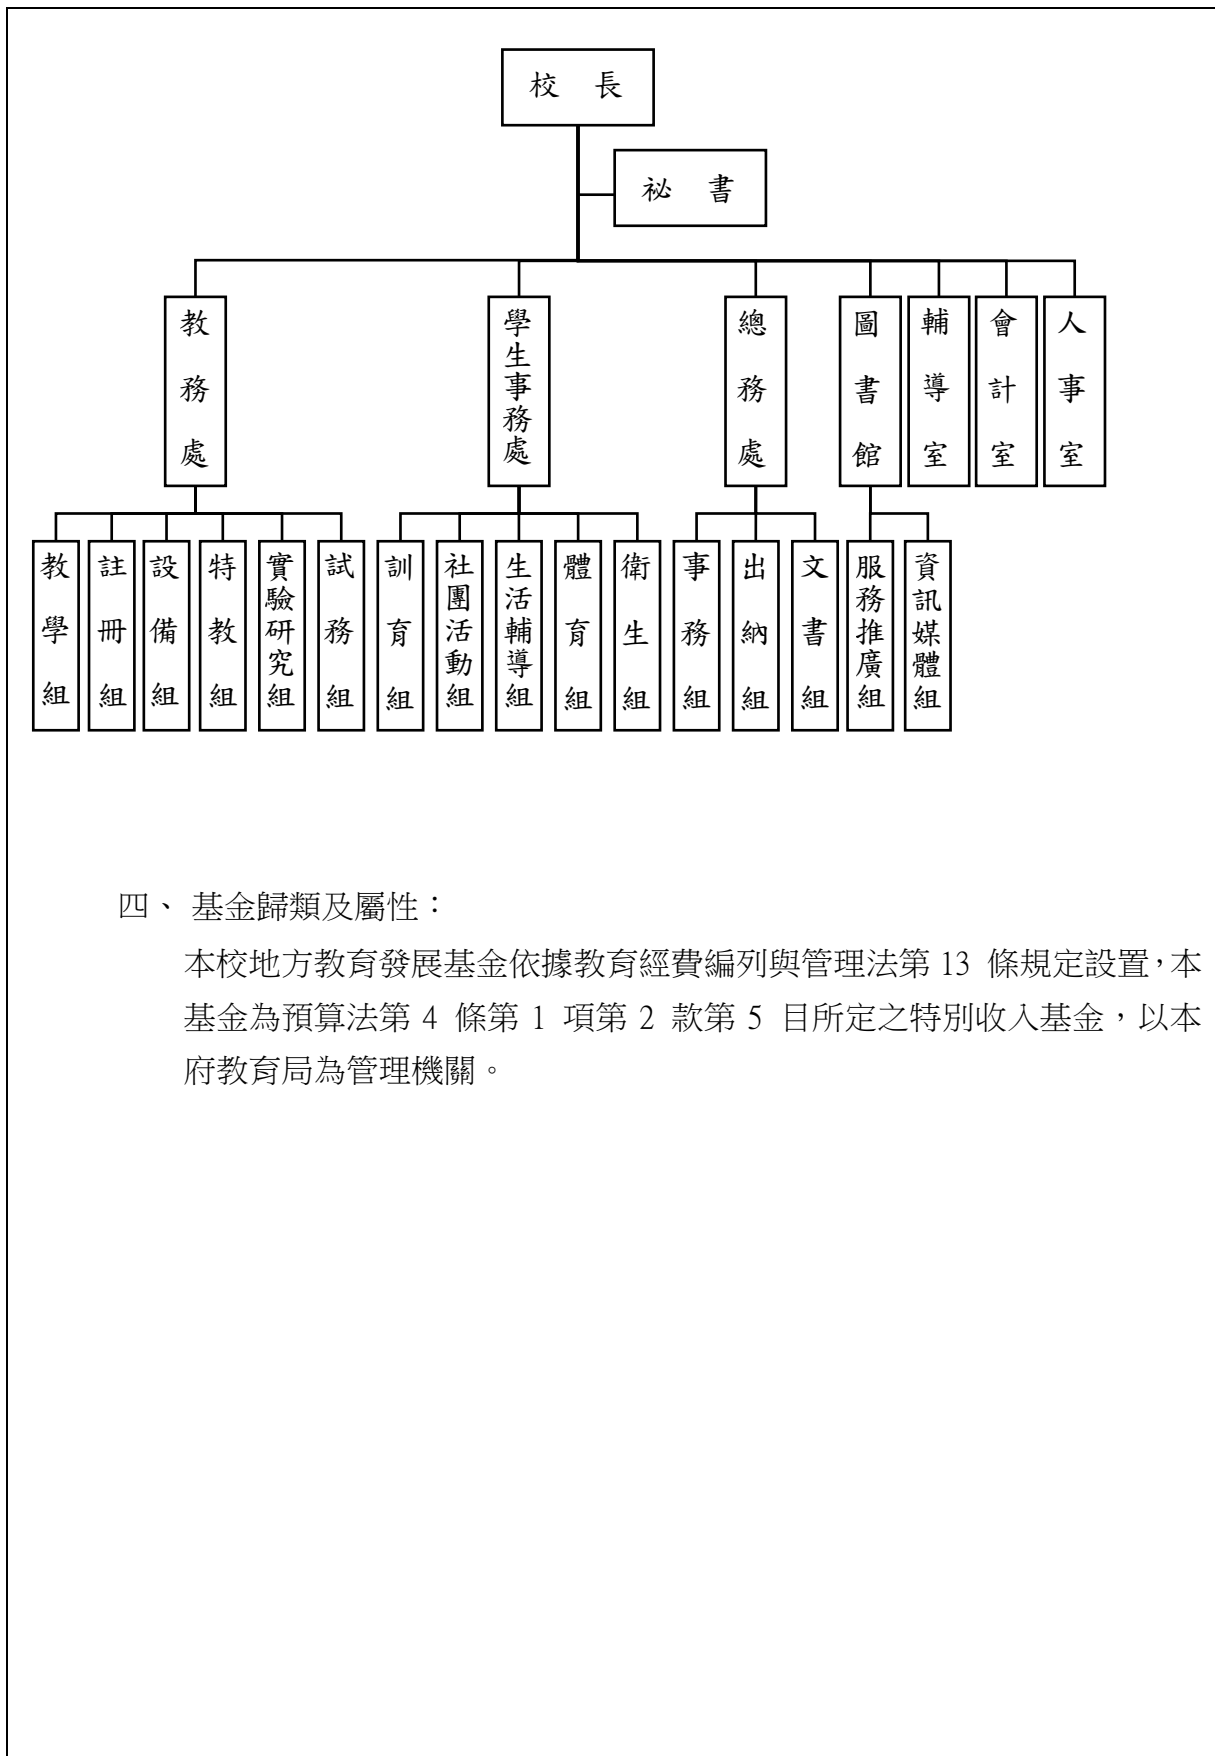 校 長
祕 書
教務處
學生事務處
總務處
圖書館
輔導室
會計室
人事室
教學組
註冊組
設備組
特教組
實驗研究組
試務組
訓育組
社團活動組
生活輔導組
體育組
衛生組
事務組
出納組
文書組
服務推廣組
資訊媒體組
四、 基金歸類及屬性：
本校地方教育發展基金依據教育經費編列與管理法第 13 條規定設置，本
基金為預算法第 4 條第 1 項第 2 款第 5 目所定之特別收入基金，以本
府教育局為管理機關。